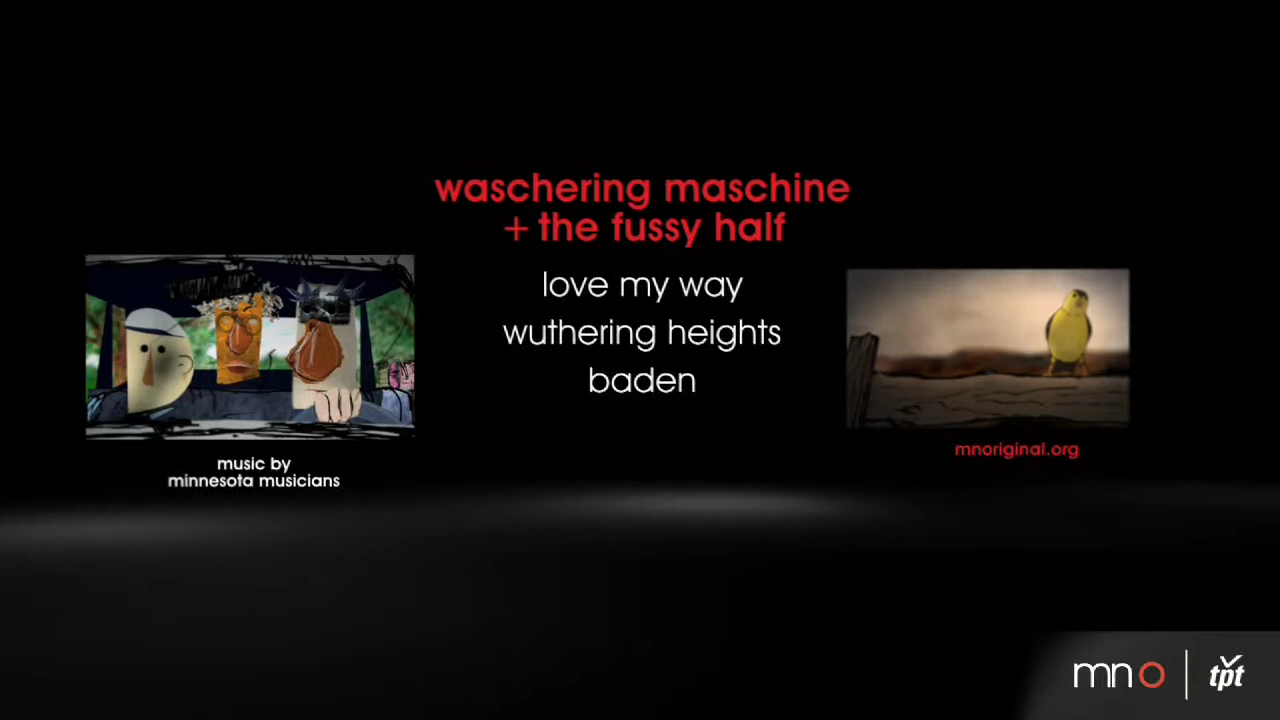 waschering maschine
+ the fussy half
love my way
wuthering heights
baden
music by
minnesota musicians
mnoriginal.org
mn o
tpt